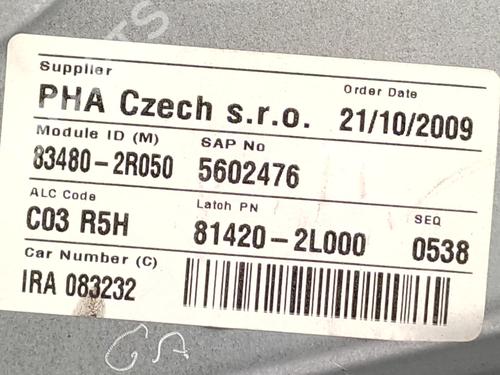 Supplier
Order Date
PHA Czech s.r.o. 21/10/2009
Module ID (M) SAP No
83480-2R050 5602476
ALC Code Latch PN SEQ
C03 R5H 81420-2L000 0538
Car Number (C)
IRA 083232